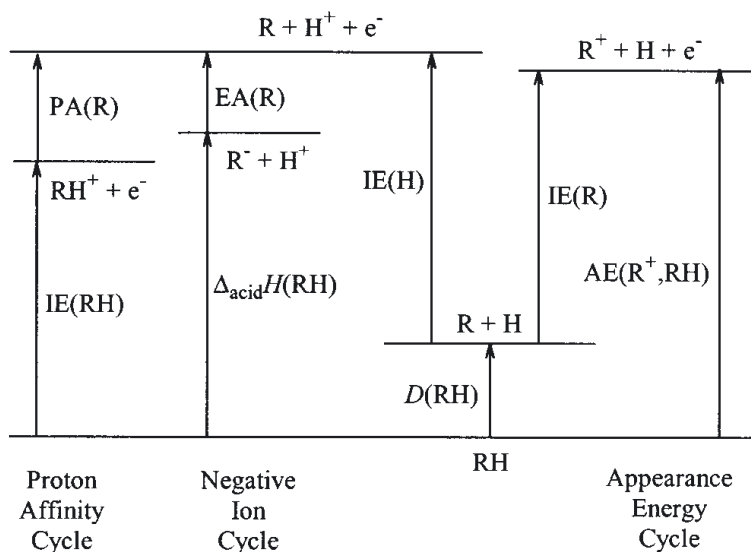 R + H⁺ + e⁻
R⁺ + H + e⁻
PA(R)
EA(R)
R⁻ + H⁺
RH⁺ + e⁻
IE(H)
IE(R)
IE(RH)
Δ_acid H(RH)
AE(R⁺,RH)
R + H
D(RH)
RH
Proton
Affinity
Cycle
Negative
Ion
Cycle
Appearance
Energy
Cycle